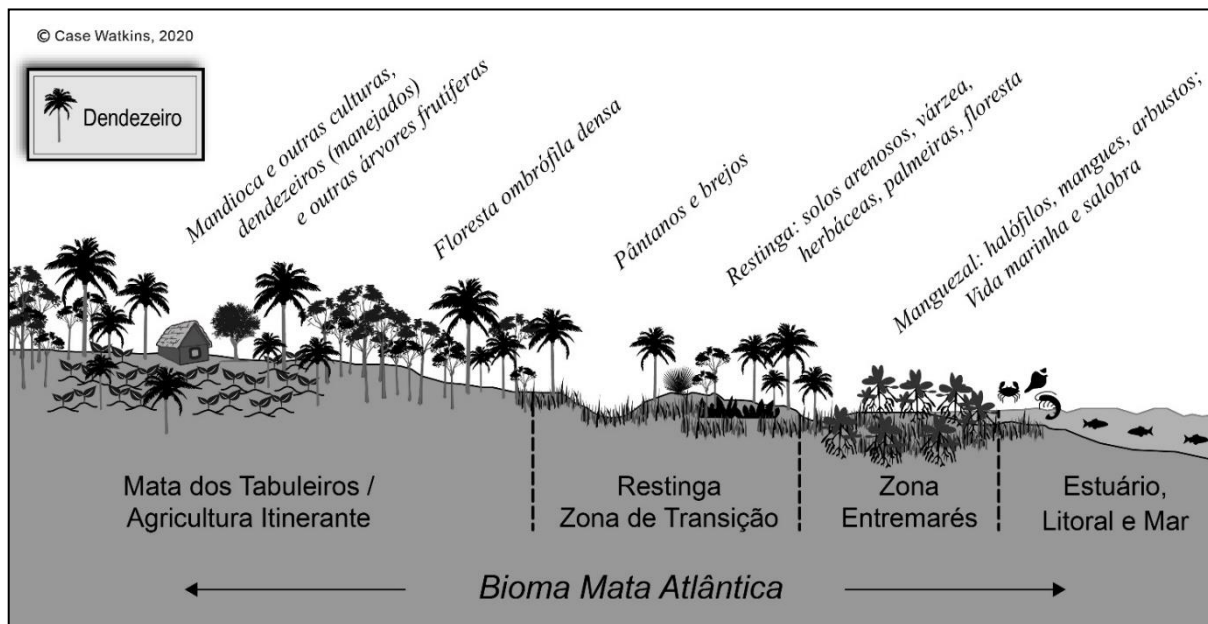 © Case Watkins, 2020
Dendezeiro
Mandioca e outras culturas,
dendezeiros (manejados)
e outras árvores frutíferas
Floresta ombrófila densa
Pântanos e brejos
Restinga: solos arenosos, várzea,
herbáceas, palmeiras, floresta
Manguezal: halófilos, mangues, arbustos;
Vida marinha e salobra
Mata dos Tabuleiros /
Agricultura Itinerante
Restinga
Zona de Transição
Zona
Entremarés
Estuário,
Litoral e Mar
Bioma Mata Atlântica